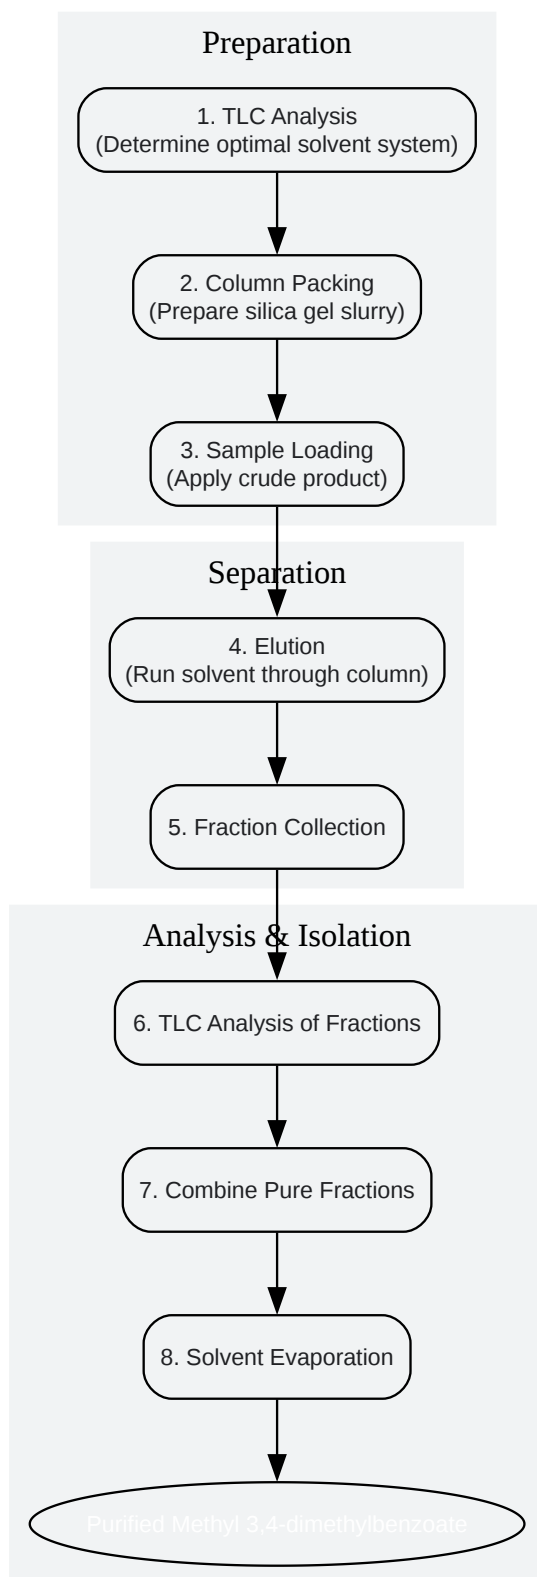 Preparation
1. TLC Analysis
(Determine optimal solvent system)
2. Column Packing
(Prepare silica gel slurry)
3. Sample Loading
(Apply crude product)
Separation
4. Elution
(Run solvent through column)
5. Fraction Collection
Analysis & Isolation
6. TLC Analysis of Fractions
7. Combine Pure Fractions
8. Solvent Evaporation
Purified Methyl 3,4-dimethylbenzoate